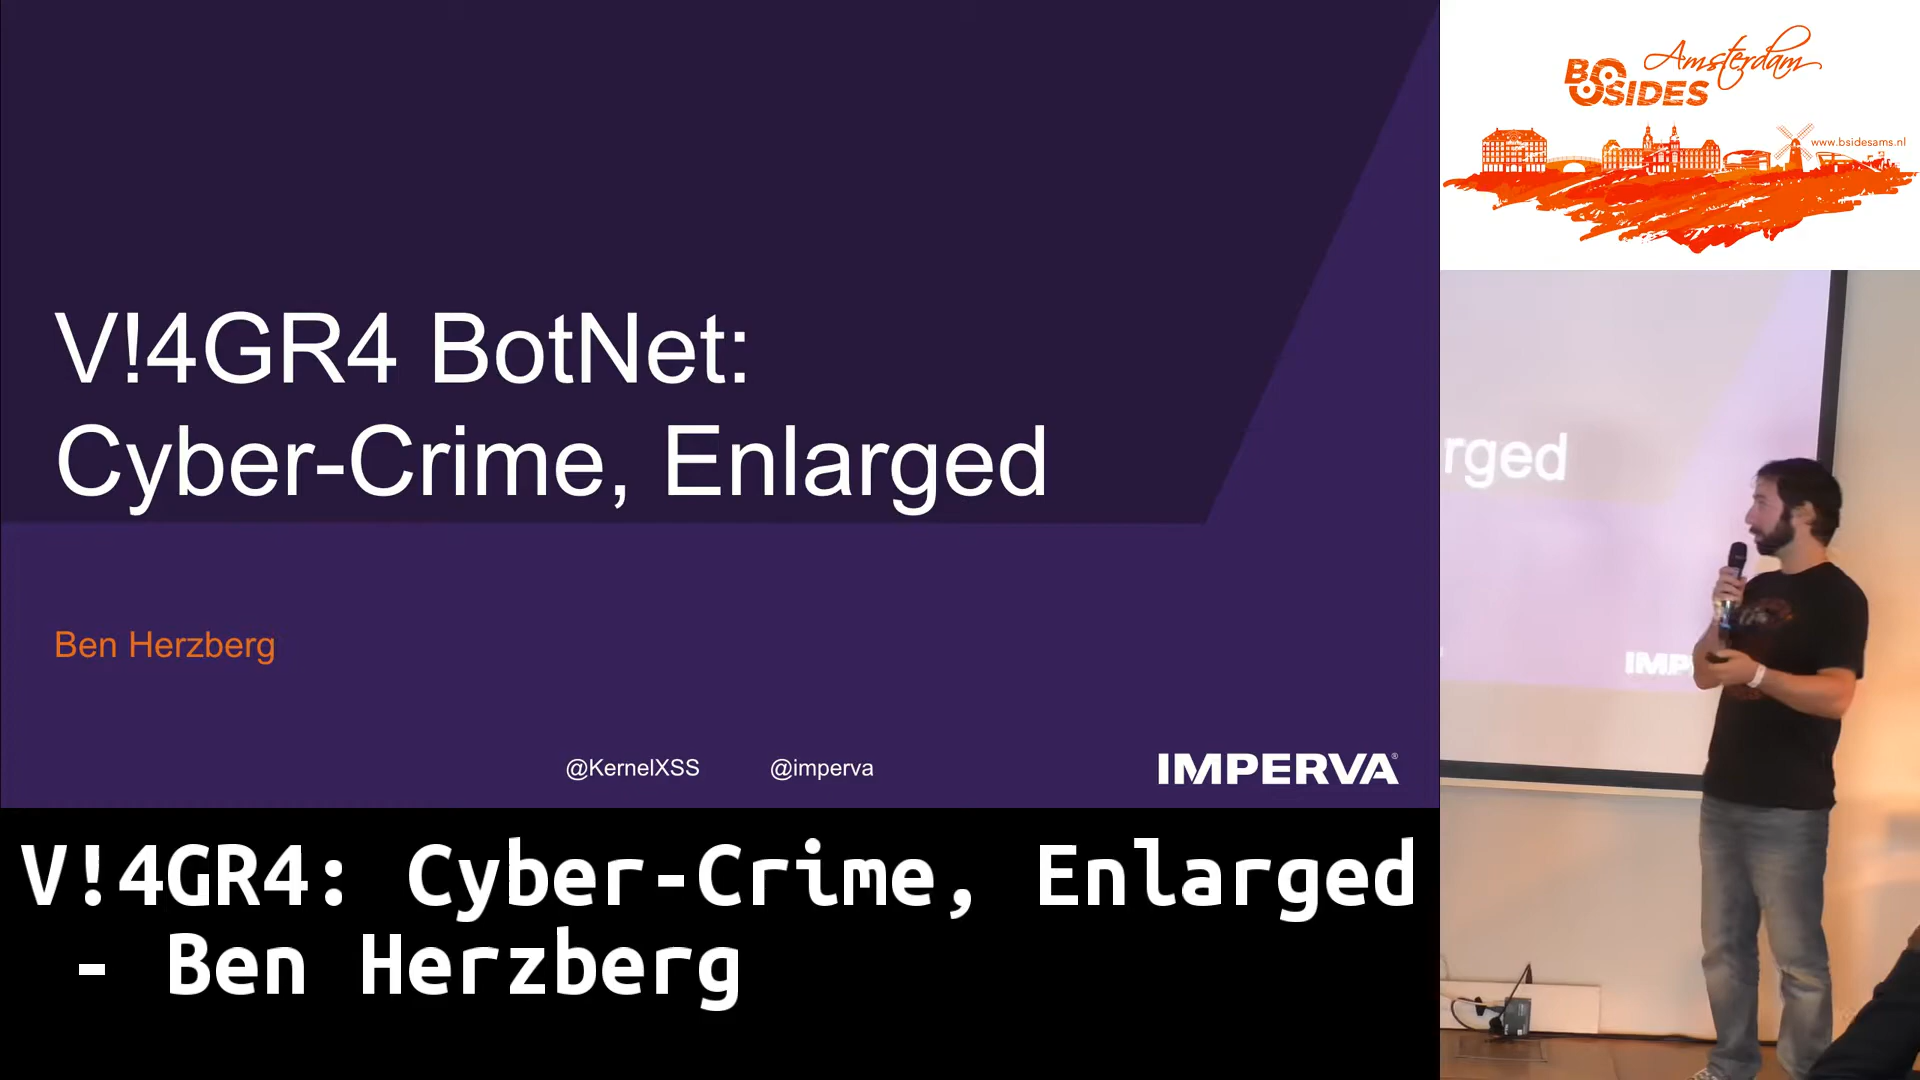 V!4GR4 BotNet:
Cyber-Crime, Enlarged
Ben Herzberg
@KernelXSS @imperva
IMPERVA®
V!4GR4: Cyber-Crime, Enlarged
- Ben Herzberg
Amsterdam
BSIDES
www.bsidesams.nl
rged
IMP